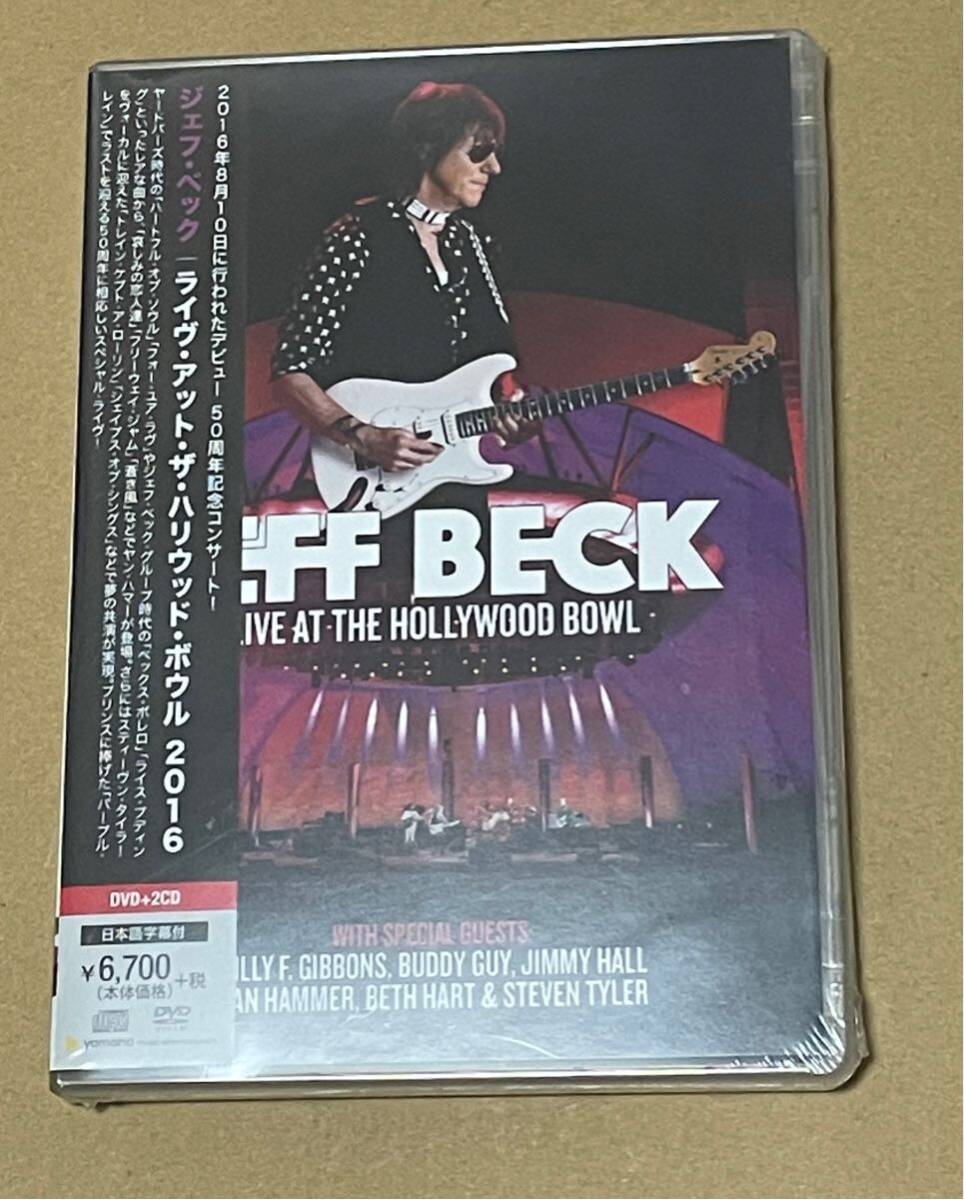 2016年8月10日に行われたデビュー50周年記念コンサート!
ジェフ・ベック|ライヴ・アット・ザ・ハリウッド・ボウル 2016
ヤードバーズ時代の「ハートフル・オブ・ソウル」「フォー・ユア・ラヴ」やジェフ・ベック・グループ時代の「ベックス・ボレロ」「ライス・プディン
グ」といったレアな曲から、「哀しみの恋人達」「フリーウェイ・ジャム」「蒼き風」などでヤン・ハマーが登場。さらにはスティーヴン・タイラー
をヴォーカルに迎えた「トレイン・ケプト・ア・ローリン」「シェイプス・オブ・シングス」などで夢の共演が実現。プリンスに捧げた「パープル・
レイン」でラストを迎える50周年に相応しいスペシャル・ライヴ!
EFF BECK
LIVE AT THE HOLLYWOOD BOWL
DVD+2CD
日本語字幕付
¥6,700+税
(本体価格)
DVD
yamaha
WITH SPECIAL GUESTS
ILLY F. GIBBONS, BUDDY GUY, JIMMY HALL
AN HAMMER, BETH HART & STEVEN TYLER